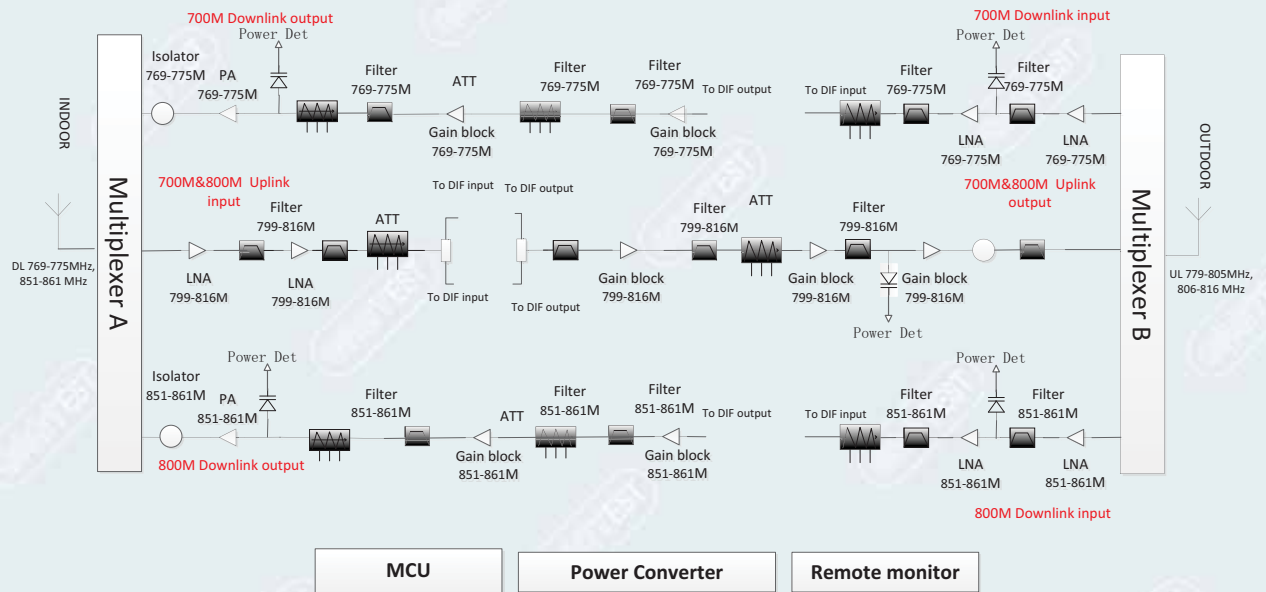 700M Downlink output
Power Det
Isolator
769-775M
PA
769-775M
Filter
769-775M
ATT
Filter
769-775M
Filter
769-775M
To DIF output
Gain block
769-775M
Gain block
769-775M
700M Downlink input
Power Det
To DIF input
Filter
769-775M
Filter
769-775M
LNA
769-775M
LNA
769-775M
INDOOR
Multiplexer A
DL 769-775MHz,
851-861 MHz
700M&800M Uplink
input
LNA
799-816M
Filter
799-816M
LNA
799-816M
ATT
To DIF input
To DIF output
To DIF input
To DIF output
Gain block
799-816M
Filter
799-816M
ATT
Gain block
799-816M
Filter
799-816M
Power Det
Gain block
799-816M
700M&800M Uplink
output
OUTDOOR
Multiplexer B
UL 779-805MHz,
806-816 MHz
Power Det
Isolator
851-861M
PA
851-861M
800M Downlink output
Filter
851-861M
ATT
Gain block
851-861M
Filter
851-861M
Filter
851-861M
Gain block
851-861M
To DIF output
To DIF input
Power Det
Filter
851-861M
Filter
851-861M
LNA
851-861M
LNA
851-861M
800M Downlink input
MCU
Power Converter
Remote monitor